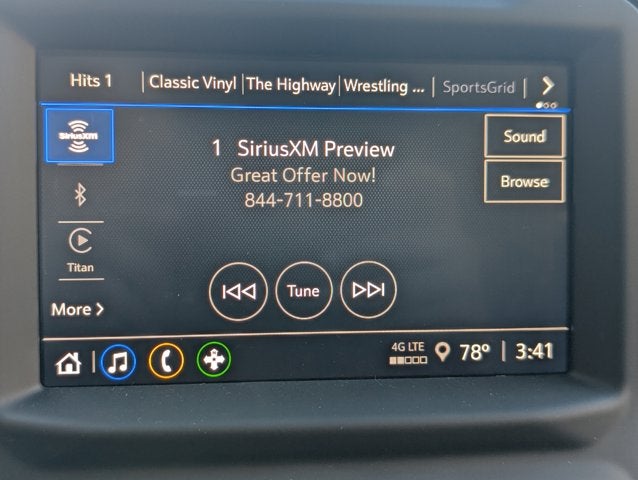 Hits 1 Classic Vinyl The Highway Wrestling ... SportsGrid
SiriusXM
1 SiriusXM Preview
Great Offer Now!
844-711-8800
Sound
Browse
Titan
More
Tune
4G LTE
78° 3:41